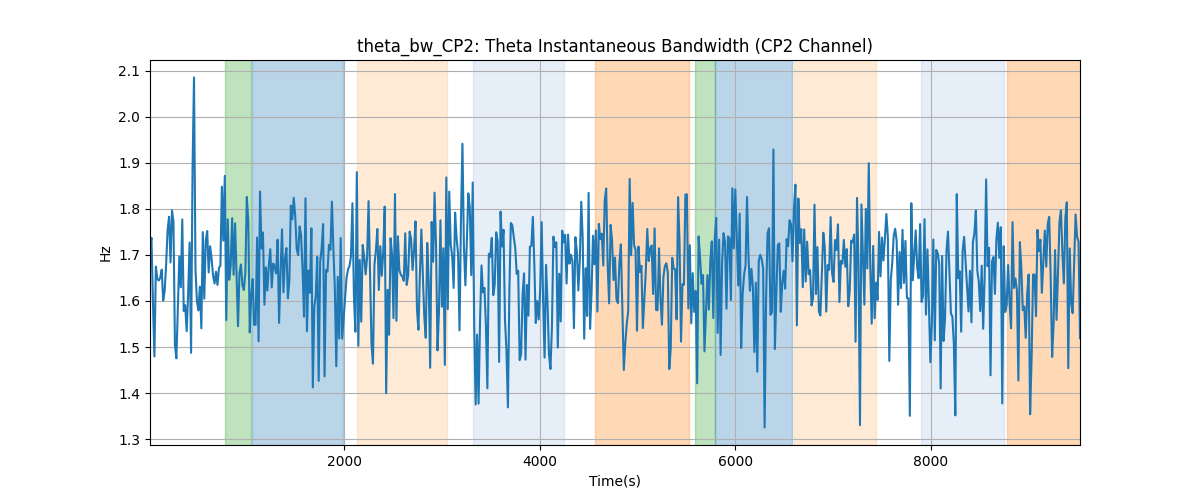 theta_bw_CP2: Theta Instantaneous Bandwidth (CP2 Channel)
2.1
2.0
1.9
1.8
1.7
1.6
1.5
1.4
1.3
Hz
2000 4000 6000 8000
Time(s)